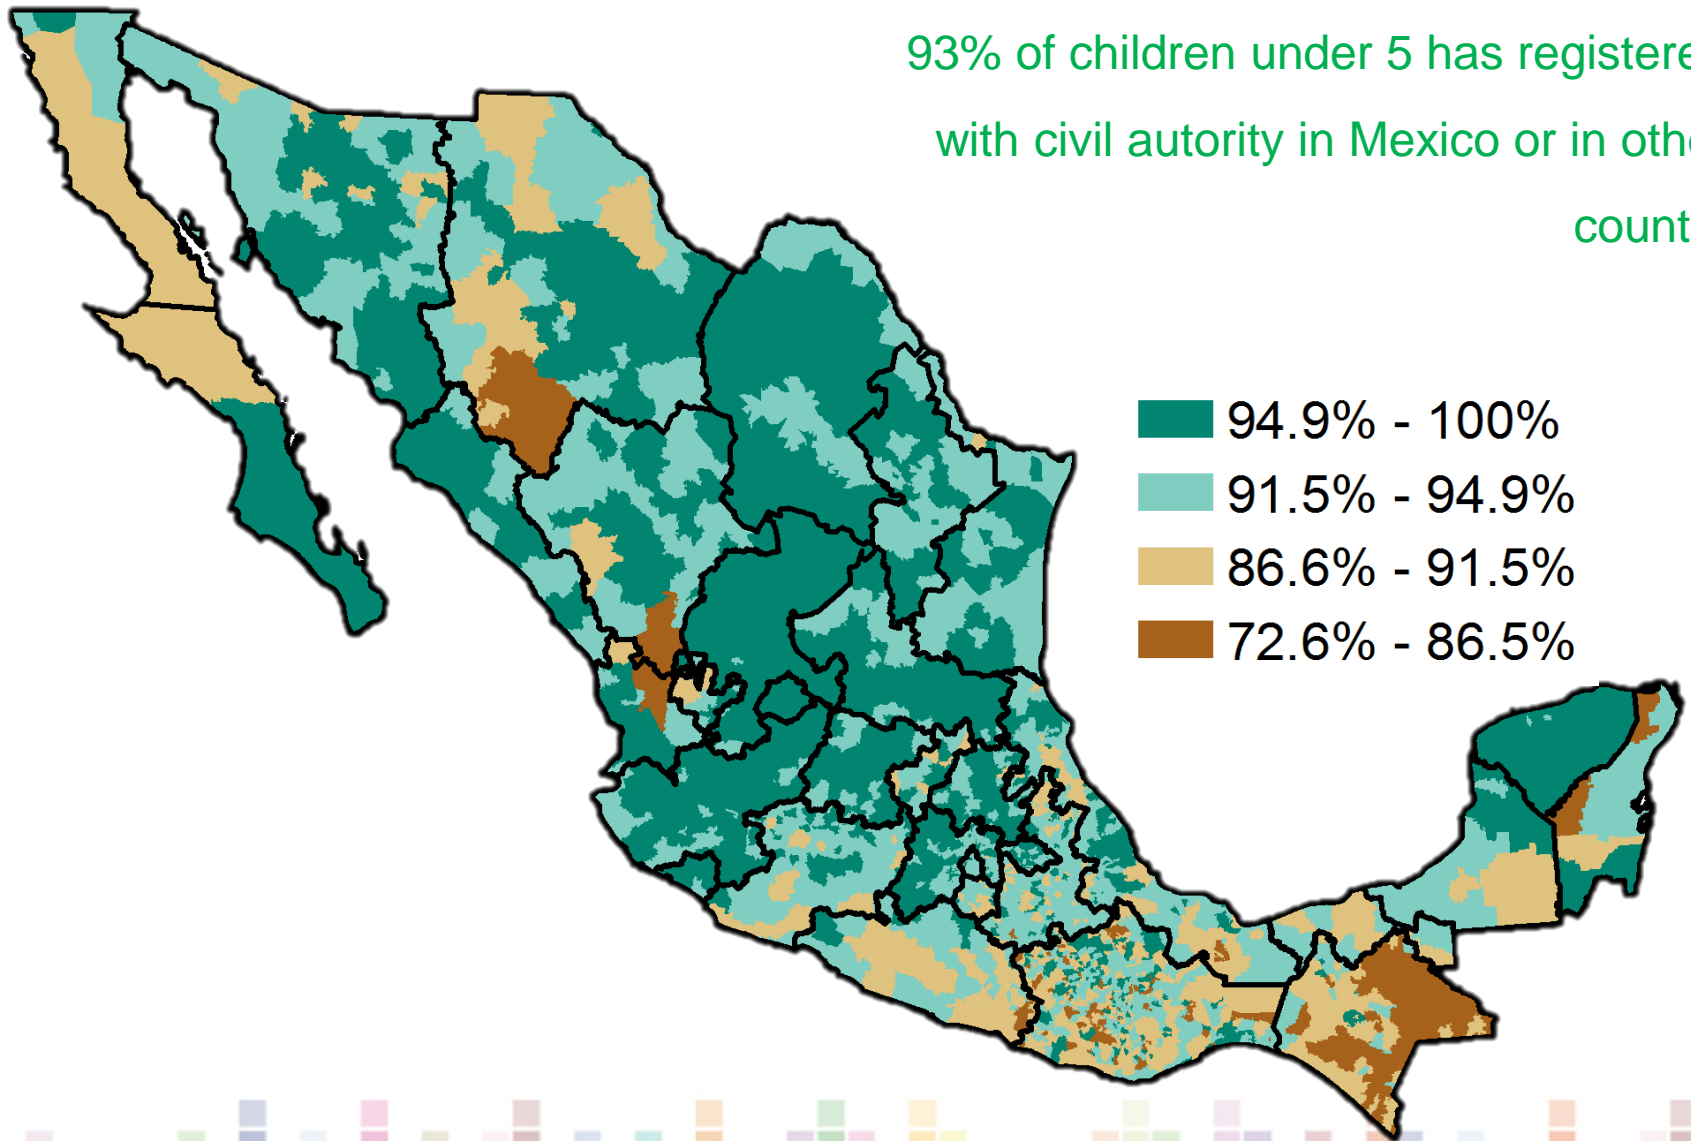 93% of children under 5 has registere
with civil autority in Mexico or in othe
count
94.9% - 100%
91.5% - 94.9%
86.6% - 91.5%
72.6% - 86.5%